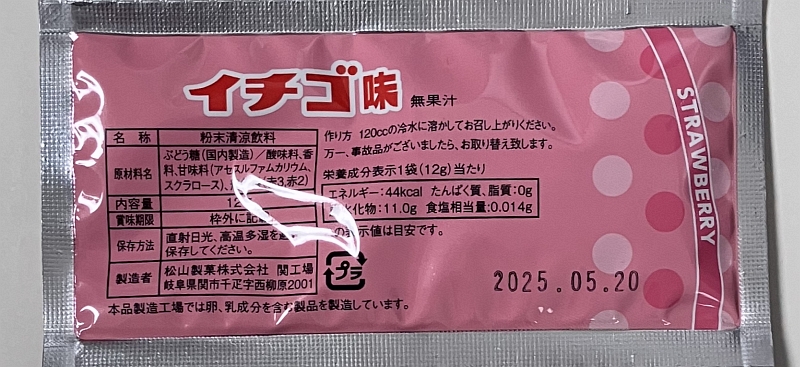 イチゴ味 無果汁
名 称 粉末清涼飲料
原材料名 ぶどう糖(国内製造)/酸味料、香
料、甘味料(アセスルファムカリウム、
スクラロース)、 赤2)
内容量 12
賞味期限 枠外に記
保存方法 直射日光、高温多湿を
保存してください。
製造者 松山製菓株式会社 関工場
岐阜県関市千疋字西柳原2001
本品製造工場では卵、乳成分を含む製品を製造しています。
作り方 120ccの冷水に溶かしてお召し上がりください。
万一、事故品がございましたら、お取り替え致します。
栄養成分表示1袋(12g)当たり
エネルギー:44kcal たんぱく質、脂質:0g
水化物:11.0g 食塩相当量:0.014g
の表示値は目安です。
プラ
2025.05.20
STRAWBERRY